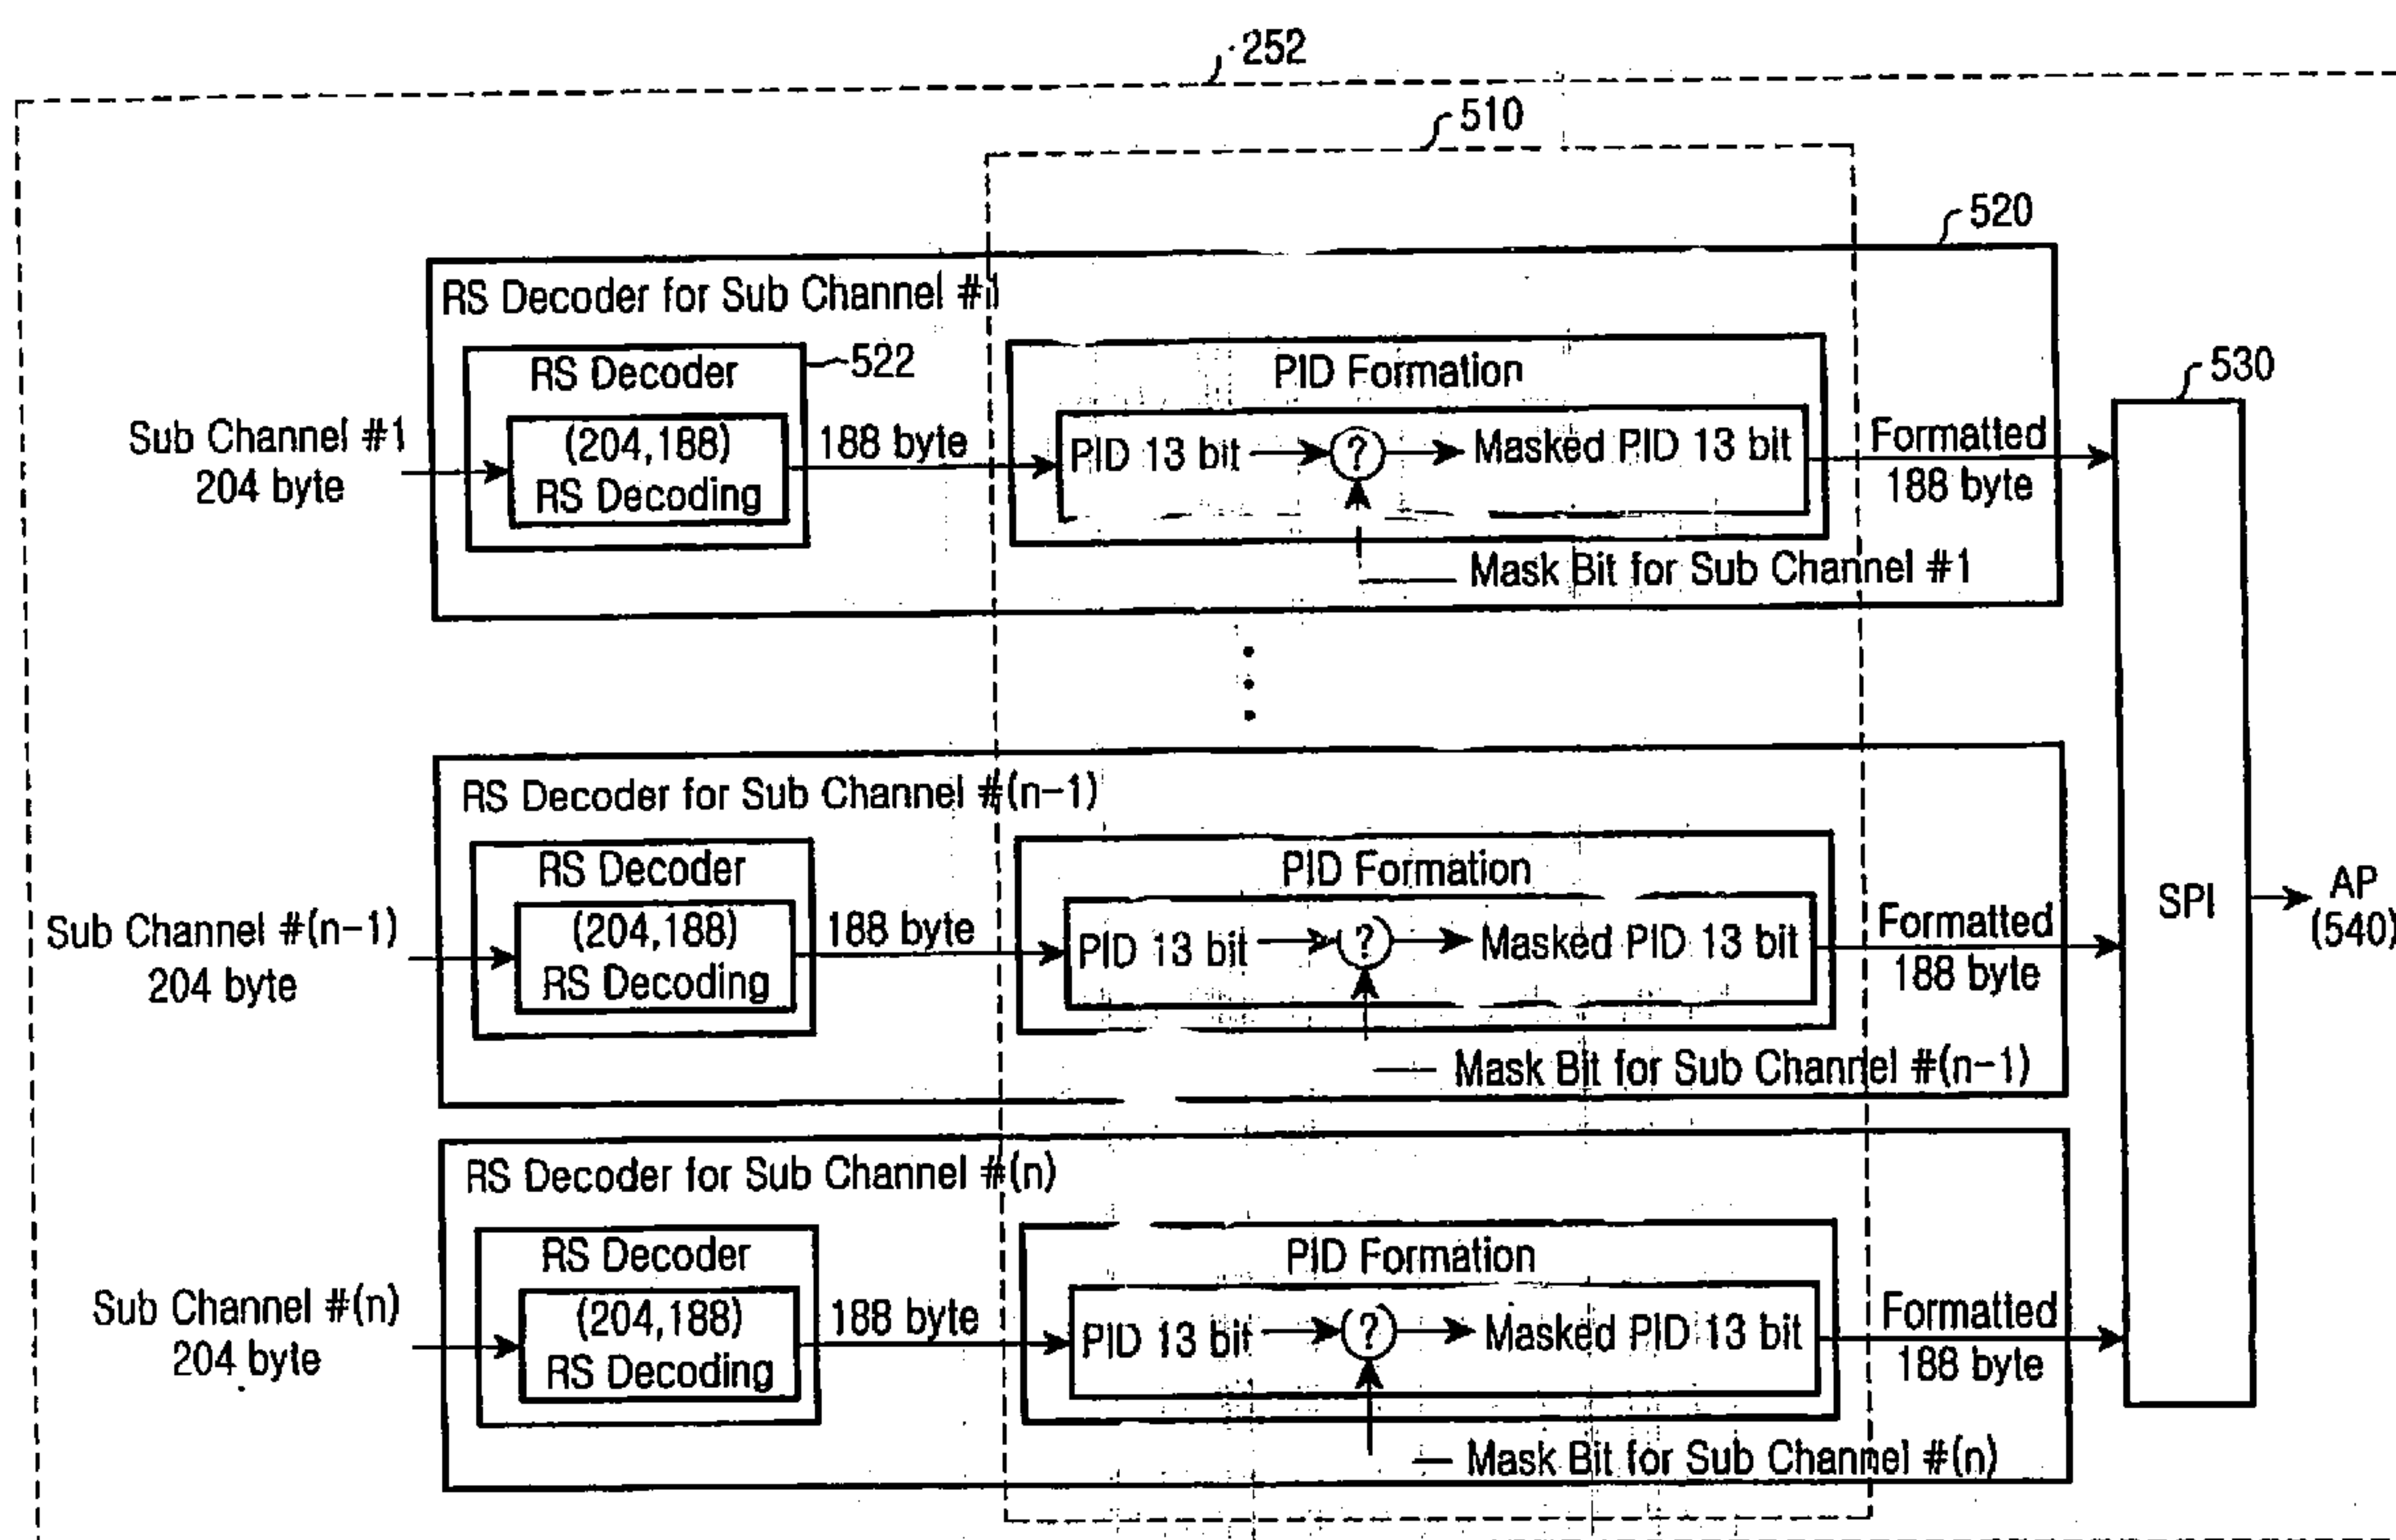 252
510
520
RS Decoder for Sub Channel #1
RS Decoder
522
PID Formation
530
Sub Channel #1
204 byte
(204,188)
RS Decoding
188 byte
PID 13 bit
?
Masked PID 13 bit
Formatted
188 byte
Mask Bit for Sub Channel #1
RS Decoder for Sub Channel #(n-1)
RS Decoder
PID Formation
Sub Channel #(n-1)
204 byte
(204,188)
RS Decoding
188 byte
PID 13 bit
?
Masked PID 13 bit
Formatted
188 byte
SPI
AP
(540)
Mask Bit for Sub Channel #(n-1)
RS Decoder for Sub Channel #(n)
RS Decoder
PID Formation
Sub Channel #(n)
204 byte
(204,188)
RS Decoding
188 byte
PID 13 bit
?
Masked PID 13 bit
Formatted
188 byte
Mask Bit for Sub Channel #(n)